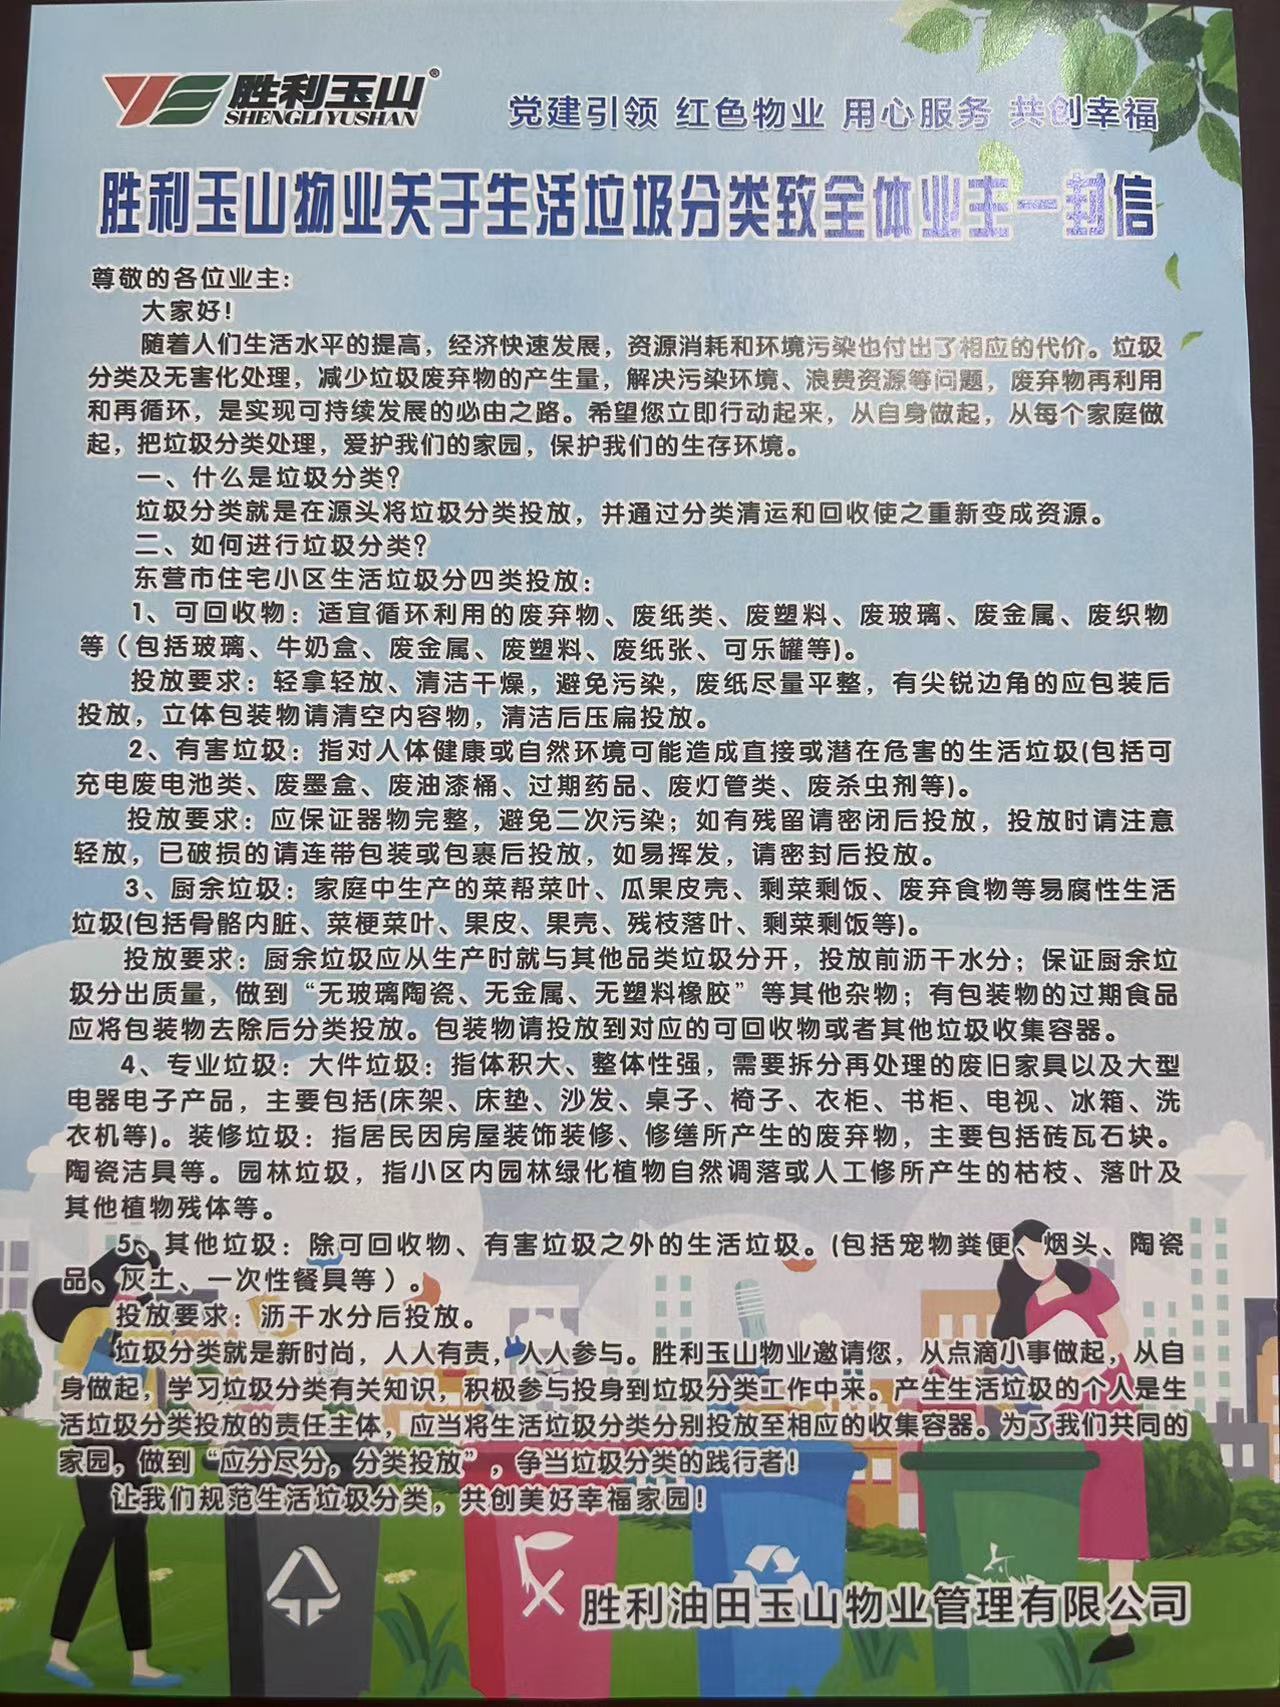 胜利玉山®
SHENGLIYUSHAN
党建引领 红色物业 用心服务 共创幸福
胜利玉山物业关于生活垃圾分类致全体业主一封信
尊敬的各位业主:
大家好!
随着人们生活水平的提高，经济快速发展，资源消耗和环境污染也付出了相应的代价。垃圾
分类及无害化处理，减少垃圾废弃物的产生量，解决污染环境、浪费资源等问题，废弃物再利用
和再循环，是实现可持续发展的必由之路。希望您立即行动起来，从自身做起，从每个家庭做
起，把垃圾分类处理，爱护我们的家园，保护我们的生存环境。
一、什么是垃圾分类?
垃圾分类就是在源头将垃圾分类投放，并通过分类清运和回收使之重新变成资源。
二、如何进行垃圾分类?
东营市住宅小区生活垃圾分四类投放:
1、可回收物: 适宜循环利用的废弃物、废纸类、废塑料、废玻璃、废金属、废织物
等（包括玻璃、牛奶盒、废金属、废塑料、废纸张、可乐罐等)。
投放要求: 轻拿轻放、清洁干燥，避免污染，废纸尽量平整，有尖锐边角的应包装后
投放，立体包装物请清空内容物，清洁后压扁投放。
2、有害垃圾: 指对人体健康或自然环境可能造成直接或潜在危害的生活垃圾(包括可
充电废电池类、废墨盒、废油漆桶、过期药品、废灯管类、废杀虫剂等)。
投放要求: 应保证器物完整，避免二次污染; 如有残留请密闭后投放，投放时请注意
轻放，已破损的请连带包装或包裹后投放，如易挥发，请密封后投放。
3、厨余垃圾: 家庭中生产的菜帮菜叶、瓜果皮壳、剩菜剩饭、废弃食物等易腐性生活
垃圾(包括骨骼内脏、菜梗菜叶、果皮、果壳、残枝落叶、剩菜剩饭等)。
投放要求: 厨余垃圾应从生产时就与其他品类垃圾分开，投放前沥干水分; 保证厨余垃
圾分出质量，做到“无玻璃陶瓷、无金属、无塑料橡胶”等其他杂物; 有包装物的过期食品
应将包装物去除后分类投放。包装物请投放到对应的可回收物或者其他垃圾收集容器。
4、专业垃圾: 大件垃圾: 指体积大、整体性强，需要拆分再处理的废旧家具以及大型
电器电子产品，主要包括(床架、床垫、沙发、桌子、椅子、衣柜、书柜、电视、冰箱、洗
衣机等)。装修垃圾: 指居民因房屋装饰装修、修缮所产生的废弃物，主要包括砖瓦石块。
陶瓷洁具等。园林垃圾，指小区内园林绿化植物自然调落或人工修所产生的枯枝、落叶及
其他植物残体等。
5、其他垃圾: 除可回收物、有害垃圾之外的生活垃圾。(包括宠物粪便、烟头、陶瓷
品、灰土、一次性餐具等）。
投放要求: 沥干水分后投放。
垃圾分类就是新时尚，人人有责，人人参与。胜利玉山物业邀请您，从点滴小事做起，从自
身做起，学习垃圾分类有关知识，积极参与投身到垃圾分类工作中来。产生生活垃圾的个人是生
活垃圾分类投放的责任主体，应当将生活垃圾分类分别投放至相应的收集容器。为了我们共同的
家园，做到“应分尽分，分类投放”，争当垃圾分类的践行者!
让我们规范生活垃圾分类，共创美好幸福家园!
胜利油田玉山物业管理有限公司